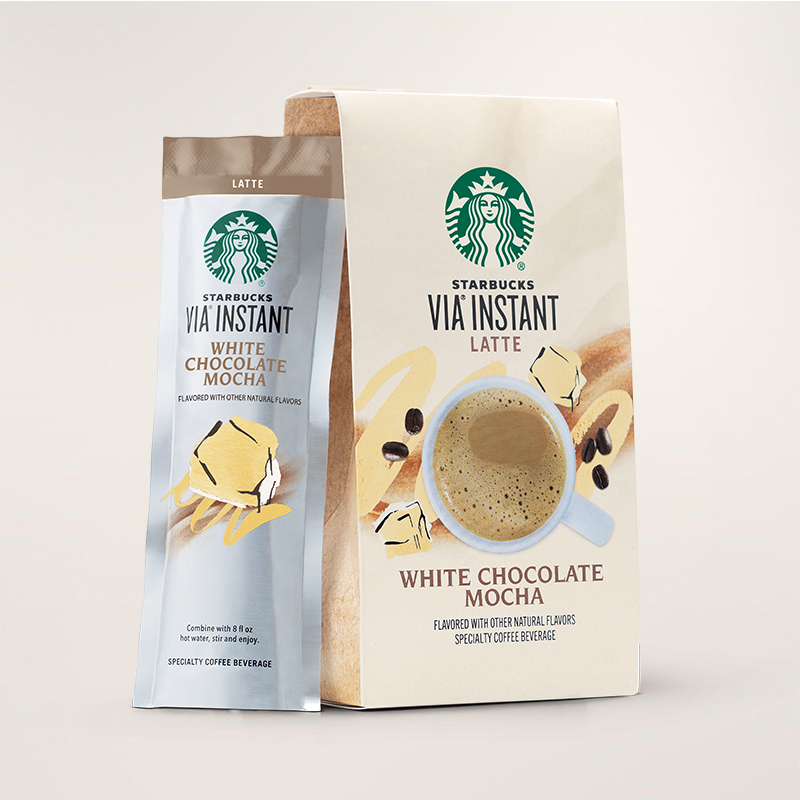 LATTE
STARBUCKS
VIA® INSTANT
WHITE
CHOCOLATE
MOCHA
FLAVORED WITH OTHER NATURAL FLAVORS
Combine with 8 fl oz
hot water, stir and enjoy.
SPECIALTY COFFEE BEVERAGE
®
STARBUCKS
VIA® INSTANT
LATTE
WHITE CHOCOLATE
MOCHA
FLAVORED WITH OTHER NATURAL FLAVORS
SPECIALTY COFFEE BEVERAGE